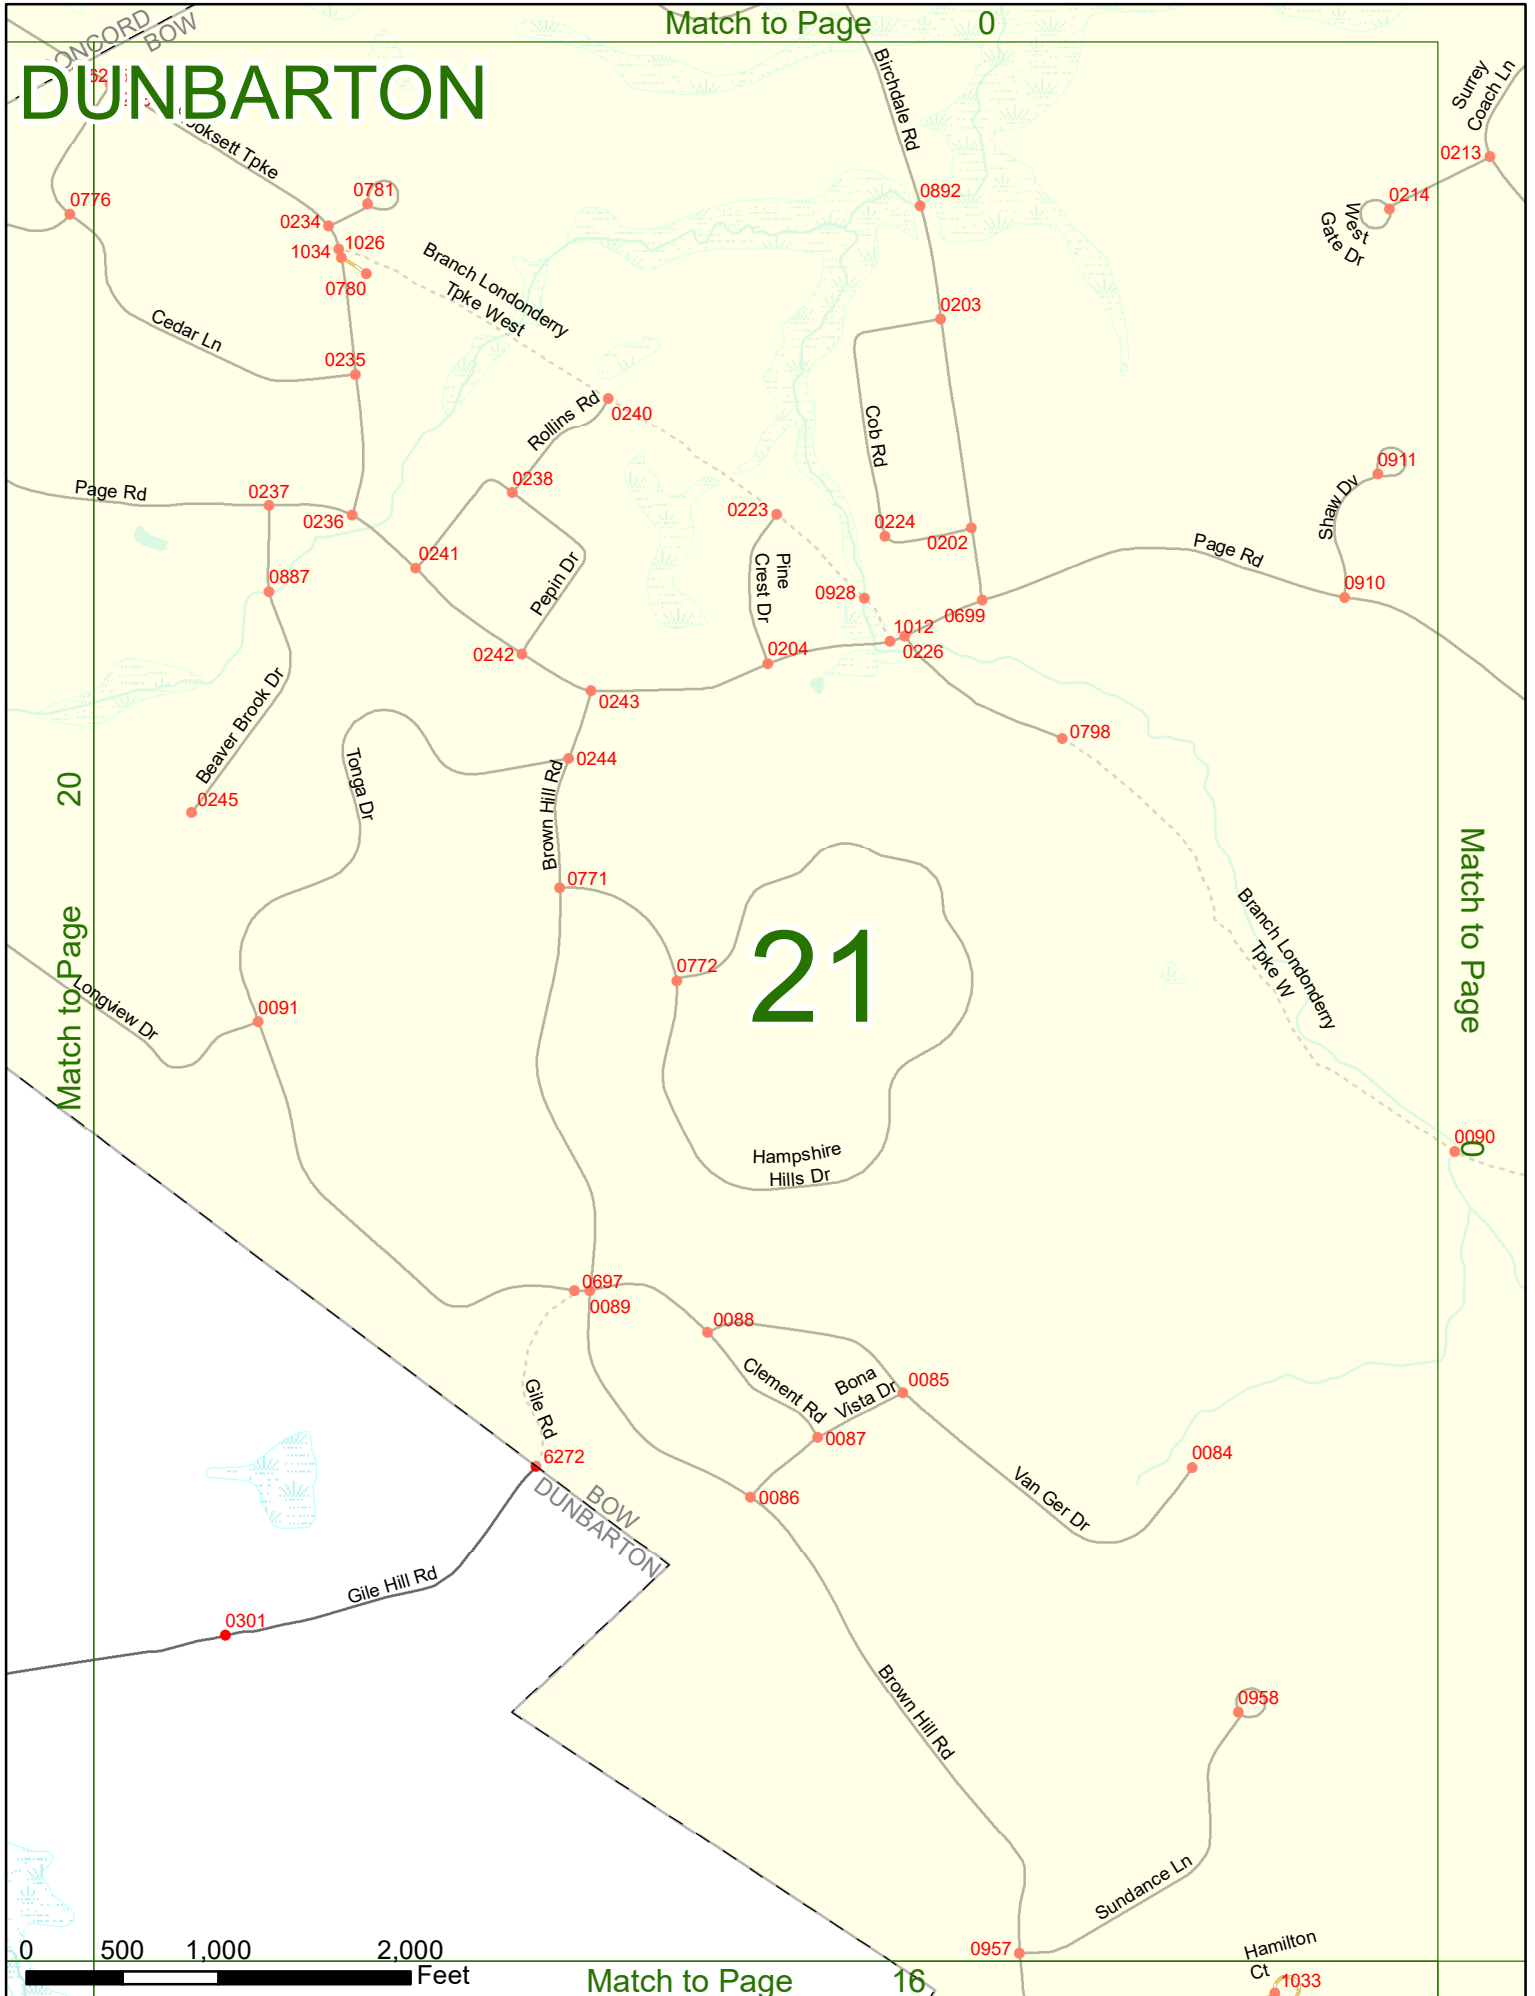 Match to Page 0
CONCORD
BOW
DUNBARTON
Birchdale Rd
Surrey
Coach Ln
0213
0214
West
Gate Dr
0776
0781
0234
1026
1034
0780
0892
Branch Londonderry
Tpke West
Cedar Ln
0203
0235
Rollins Rd
0240
Cob Rd
0911
Shaw Dv
Page Rd
0237
0238
0236
0223
0224
0202
Page Rd
0241
Pine
Crest Dr
Pepin Dr
0887
0928
0910
0699
1012
0226
0242
0204
0243
Beaver Brook Dr
0798
0244
Tonga Dr
Brown Hill Rd
20
0245
Match to Page
0771
Branch Londonderry
Tpke W
Match to Page
21
0772
Longview Dr
0091
0090
0
Hampshire
Hills Dr
0697
0089
0088
Clement Rd
Bona
Vista Dr
0085
Gile Rd
0087
6272
0084
BOW
DUNBARTON
0086
Van Ger Dr
Gile Hill Rd
0301
Brown Hill Rd
0958
Sundance Ln
0957
Hamilton
Ct
1033
0 500 1,000 2,000
Feet
Match to Page 16